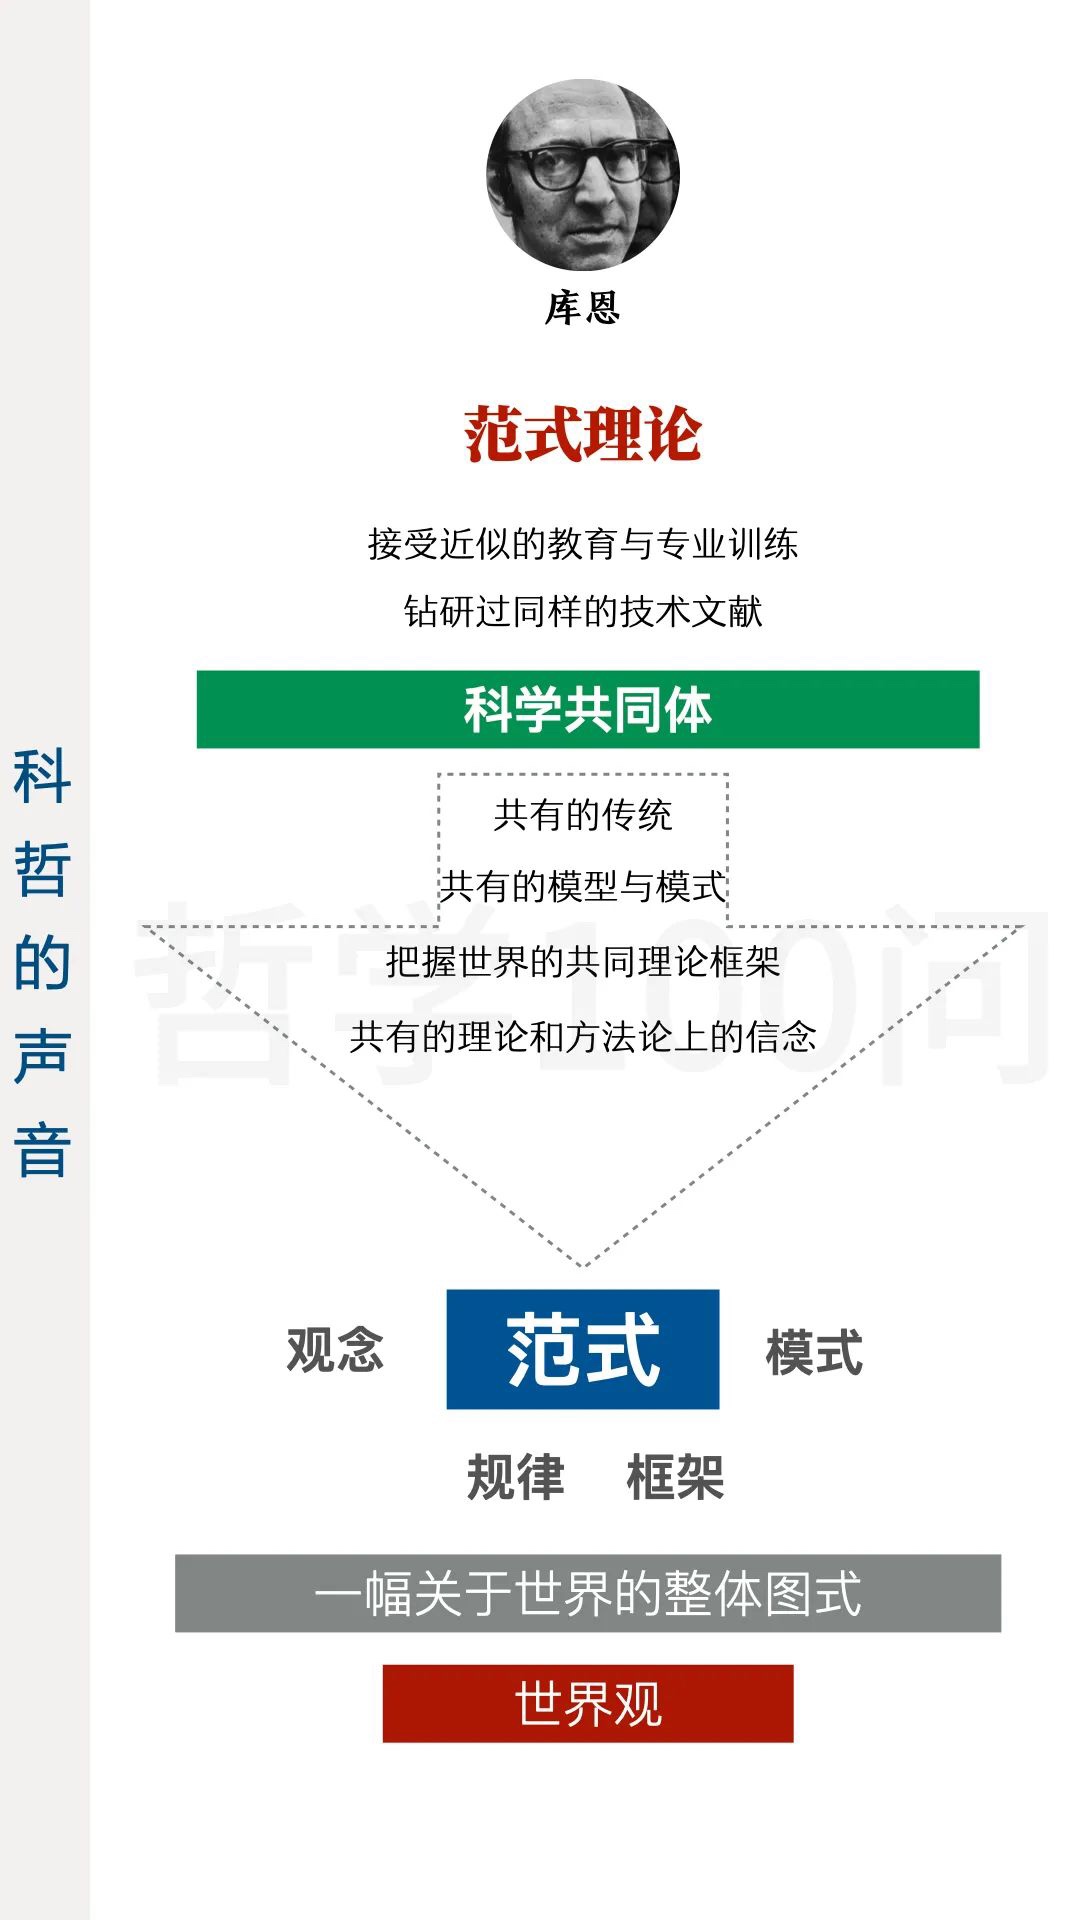 库恩
范式理论
接受近似的教育与专业训练
钻研过同样的技术文献
科学共同体
共有的传统
共有的模型与模式
把握世界的共同理论框架
共有的理论和方法论上的信念
哲学100问
科哲的声音
观念 范式 模式
规律 框架
一幅关于世界的整体图式
世界观